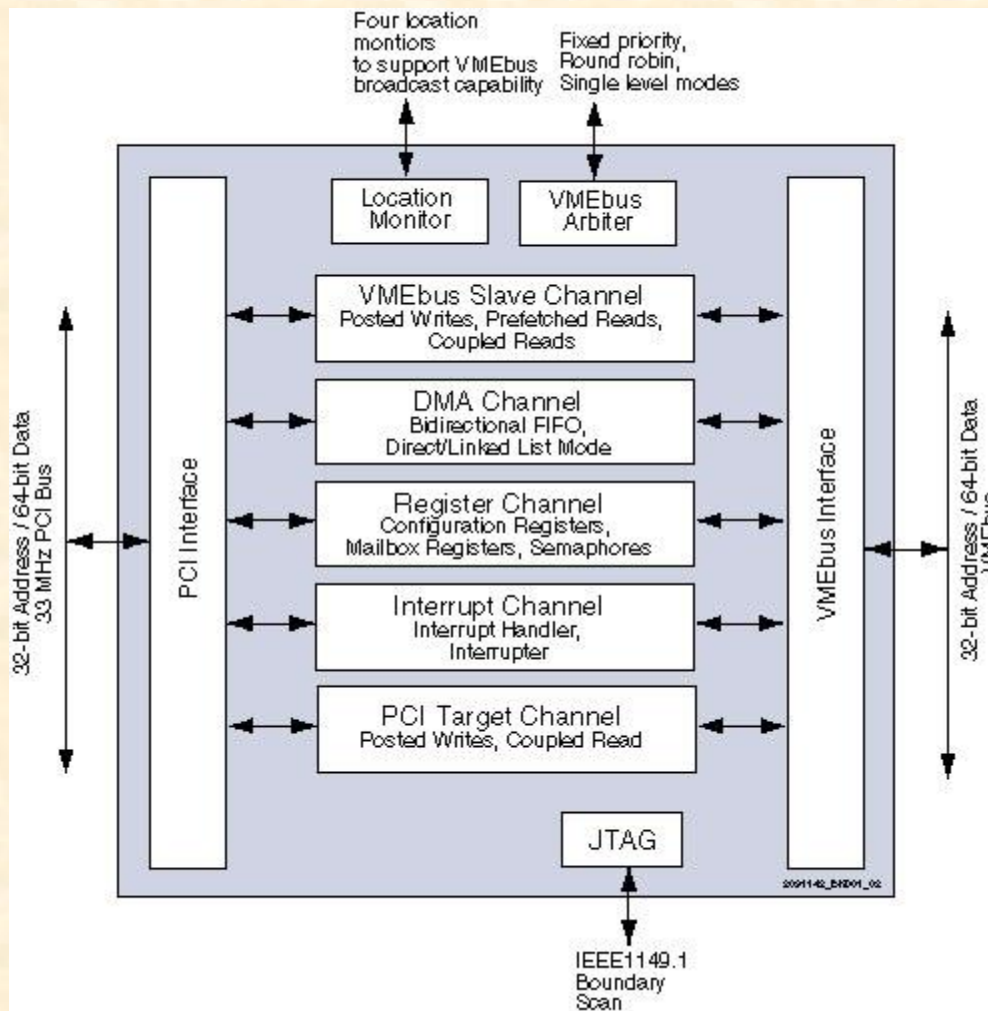 Four location
montiors
to support VMEbus
broadcast capability
Fixed priority,
Round robin,
Single level modes
Location
Monitor
VMEbus
Arbiter
VMEbus Slave Channel
Posted Writes, Prefetched Reads,
Coupled Reads
DMA Channel
Bidirectional FIFO,
Direct/Linked List Mode
Register Channel
Configuration Registers,
Mailbox Registers, Semaphores
Interrupt Channel
Interrupt Handler,
Interrupter
PCI Target Channel
Posted Writes, Coupled Read
32-bit Address / 64-bit Data
33 MHz PCI Bus
PCI Interface
VMEbus Interface
32-bit Address / 64-bit Data
VMEbus
JTAG
IEEE1149.1
Boundary
Scan